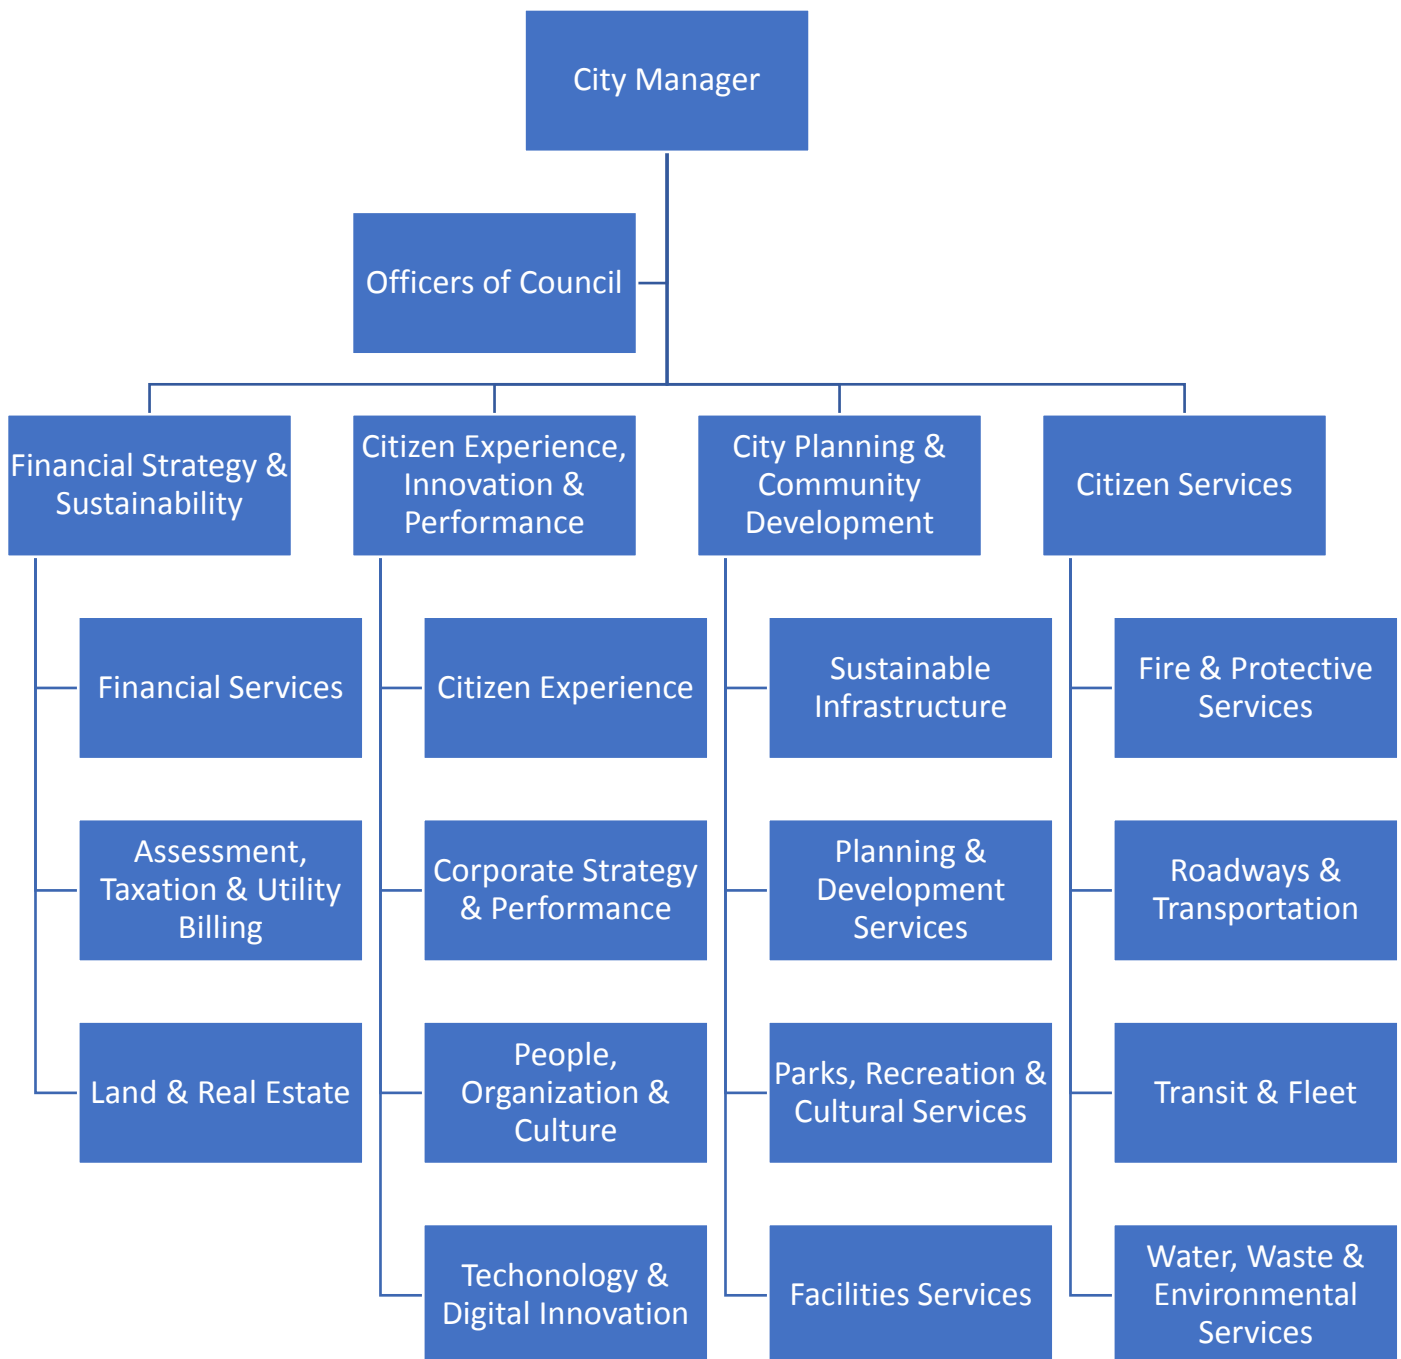 City Manager
Officers of Council
Financial Strategy &
Sustainability
Citizen Experience,
Innovation &
Performance
City Planning &
Community
Development
Citizen Services
Financial Services
Assessment,
Taxation & Utility
Billing
Land & Real Estate
Citizen Experience
Corporate Strategy
& Performance
People,
Organization &
Culture
Techonology &
Digital Innovation
Sustainable
Infrastructure
Planning &
Development
Services
Parks, Recreation &
Cultural Services
Facilities Services
Fire & Protective
Services
Roadways &
Transportation
Transit & Fleet
Water, Waste &
Environmental
Services